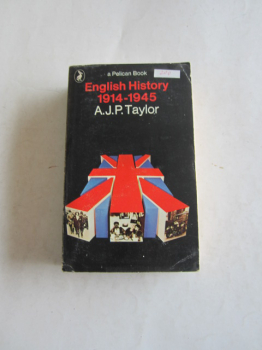 a Pelican Book
English History
1914-1945
A.J.P. Taylor